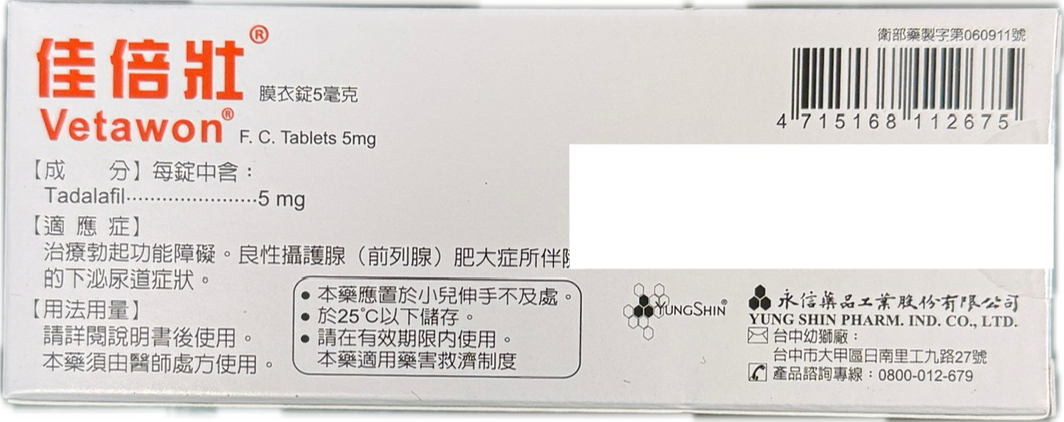 佳倍壯®
膜衣錠5毫克
Vetawon®
F. C. Tablets 5mg
衛部藥製字第060911號
4 715168 112675
【成 分】每錠中含：
Tadalafil························5 mg
【適 應 症】
治療勃起功能障礙。良性攝護腺（前列腺）肥大症所伴
的下泌尿道症狀。
【用法用量】
請詳閱說明書後使用。
本藥須由醫師處方使用。
● 本藥應置於小兒伸手不及處。
● 於25°C以下儲存。
● 請在有效期限內使用。
本藥適用藥害救濟制度
YUNGSHIN®
永信藥品工業股份有限公司
YUNG SHIN PHARM. IND. CO., LTD.
台中幼獅廠：
台中市大甲區日南里工九路27號
產品諮詢專線：0800-012-679